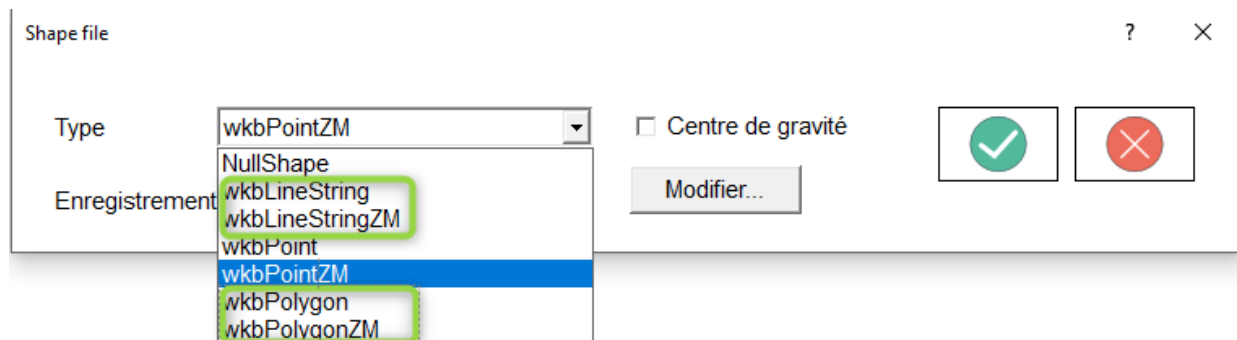 Shape file
?
Type
wkbPointZM
Centre de gravité
NullShape
Enregistrement
wkbLineString
wkbLineStringZM
Modifier...
wkbPoint
wkbPointZM
wkbPolygon
wkbPolygonZM